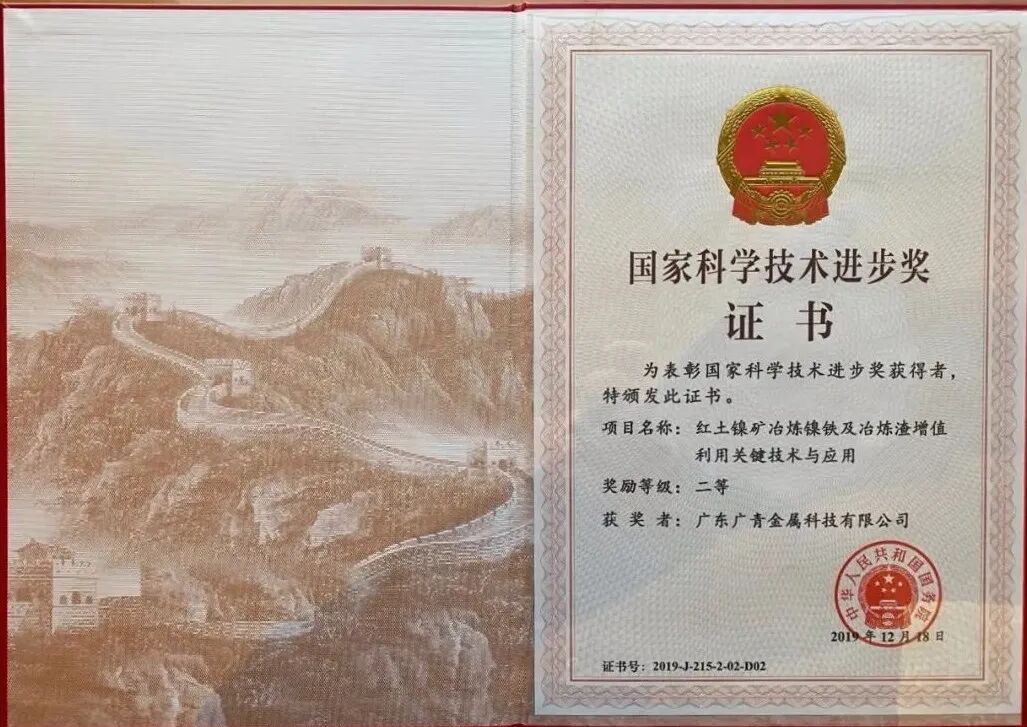 国家科学技术进步奖
证书
为表彰国家科学技术进步奖获得者，
特颁发此证书。
项目名称：红土镍矿冶炼镍铁及冶炼渣增值
利用关键技术与应用
奖励等级：二等
获奖者：广东广青金属科技有限公司
中华人民共和国国务院
2019年12月18日
证书号：2019-J-215-2-02-D02